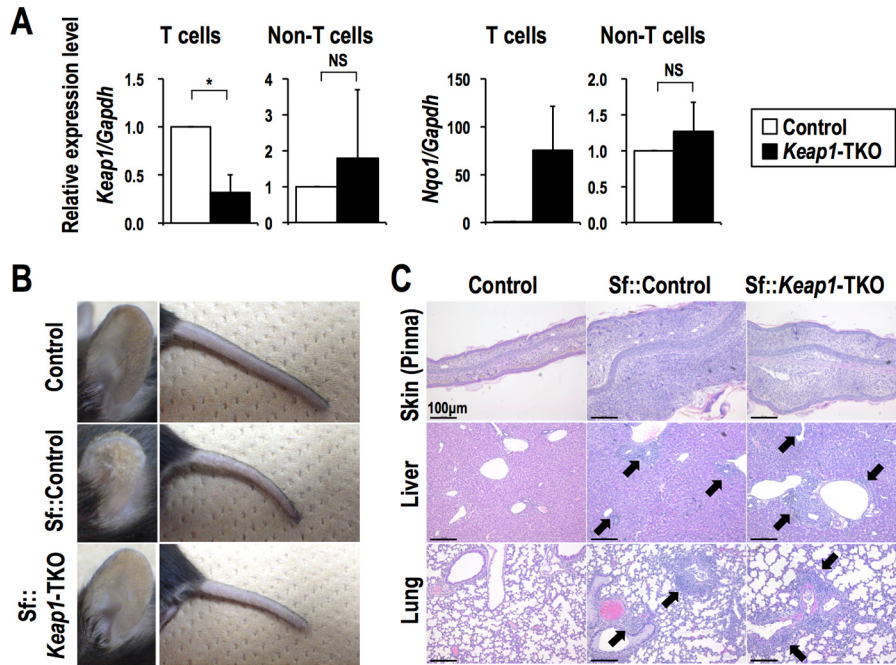 A
T cells
Non-T cells
T cells
Non-T cells
Relative expression level
Keap1/Gapdh
1.5
1.0
0.5
0.0
*
4
3
2
1
0
NS
Nqo1/Gapdh
150
100
75
50
0
2.0
1.5
1.0
0.5
0.0
NS
Control
Keap1-TKO
B
Control
Sf::Control
Sf::
Keap1-TKO
C
Control
Sf::Control
Sf::Keap1-TKO
Skin (Pinna)
100μm
Liver
Lung